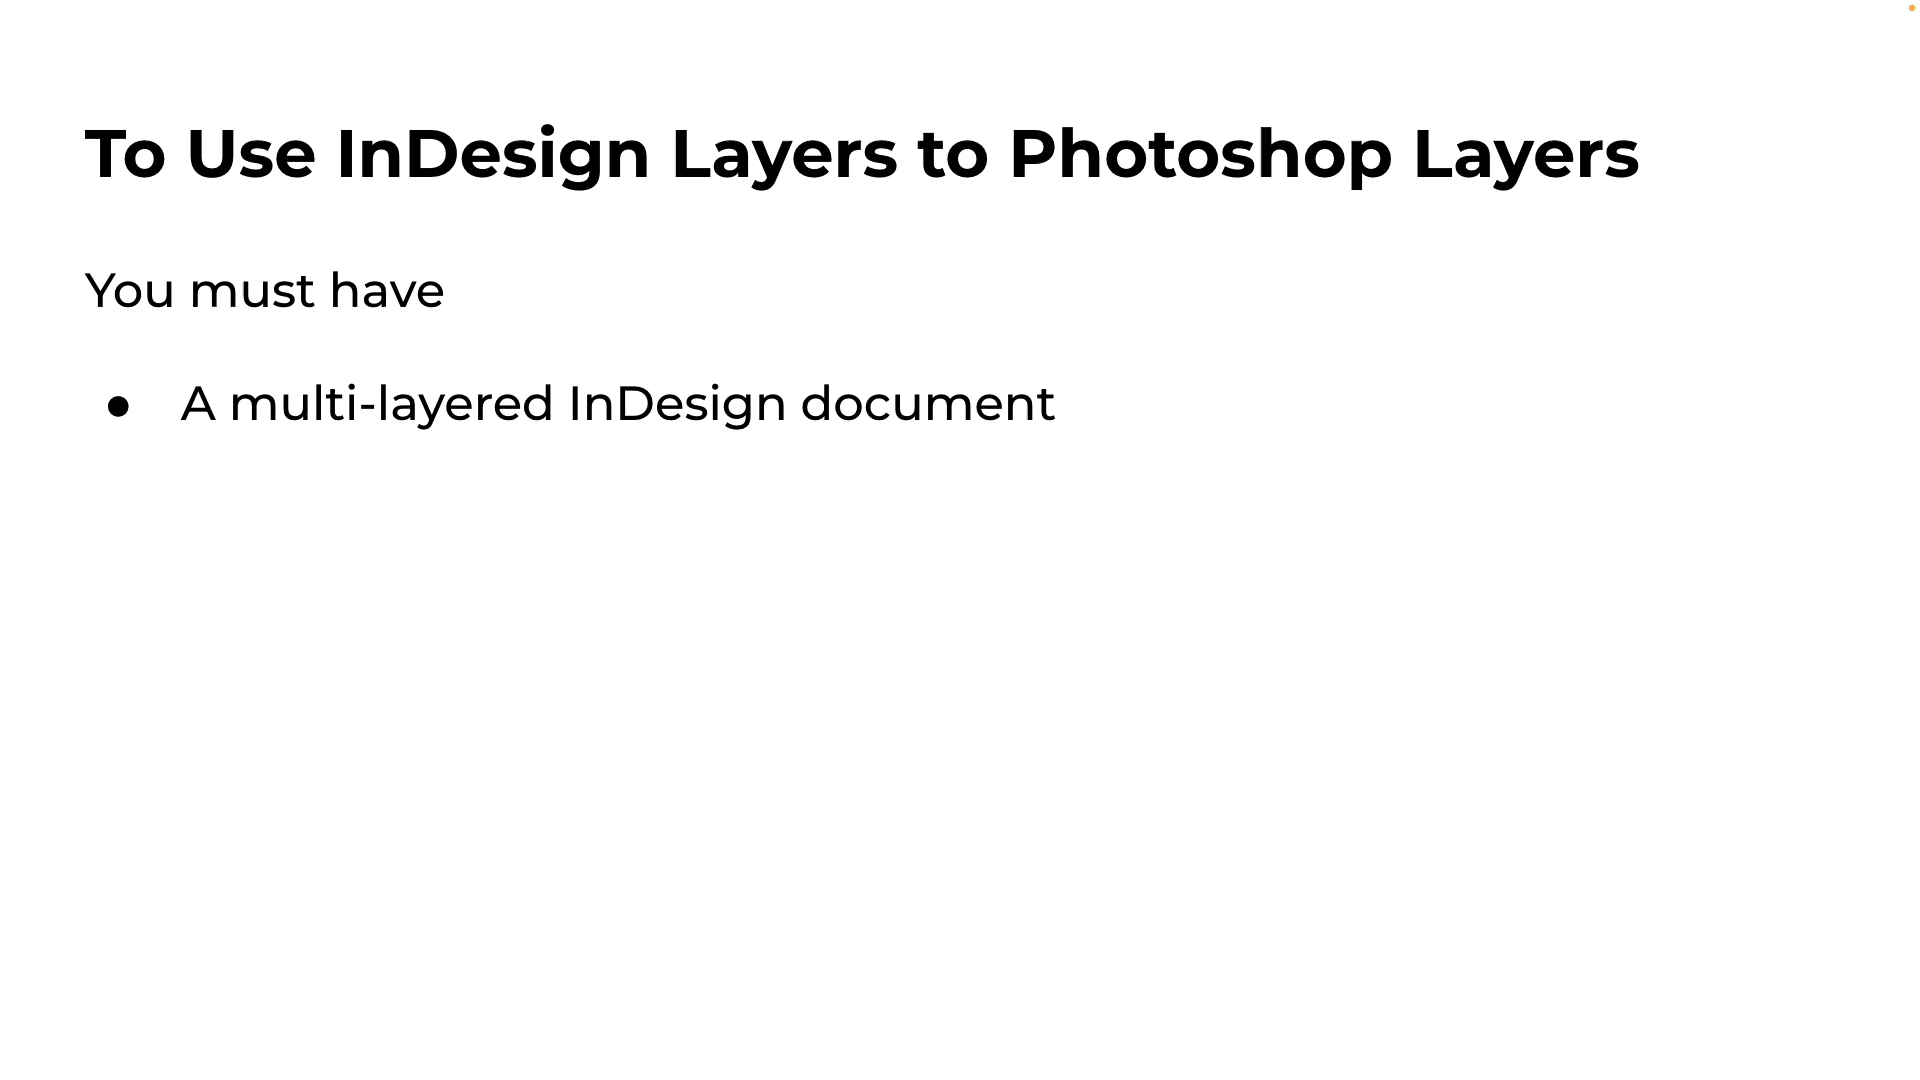 To Use InDesign Layers to Photoshop Layers
You must have
● A multi-layered InDesign document